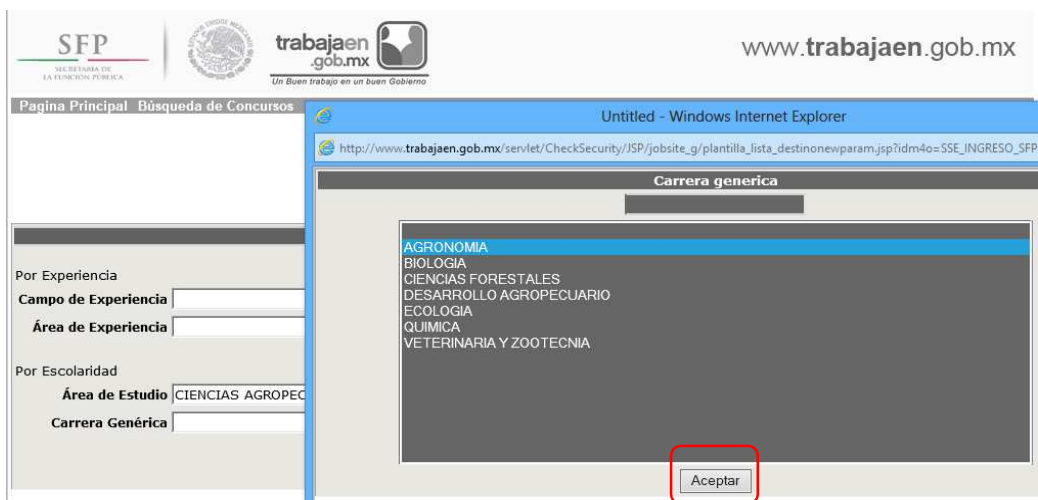 SFP
SECRETARÍA DE
LA FUNCIÓN PÚBLICA
ESTADOS UNIDOS MEXICANOS
trabajaen
.gob.mx
Un Buen trabajo en un buen Gobierno
www.trabajaen.gob.mx
Pagina Principal Búsqueda de Concursos
Untitled - Windows Internet Explorer
http://www.trabajaen.gob.mx/servlet/CheckSecurity/JSP/jobsite_g/plantilla_lista_destinonewparam.jsp?idm4o=SSE_INGRESO_SFP
Carrera generica
AGRONOMIA
BIOLOGIA
CIENCIAS FORESTALES
DESARROLLO AGROPECUARIO
ECOLOGIA
QUIMICA
VETERINARIA Y ZOOTECNIA
Aceptar
Por Experiencia
Campo de Experiencia
Área de Experiencia
Por Escolaridad
Área de Estudio CIENCIAS AGROPEC
Carrera Genérica